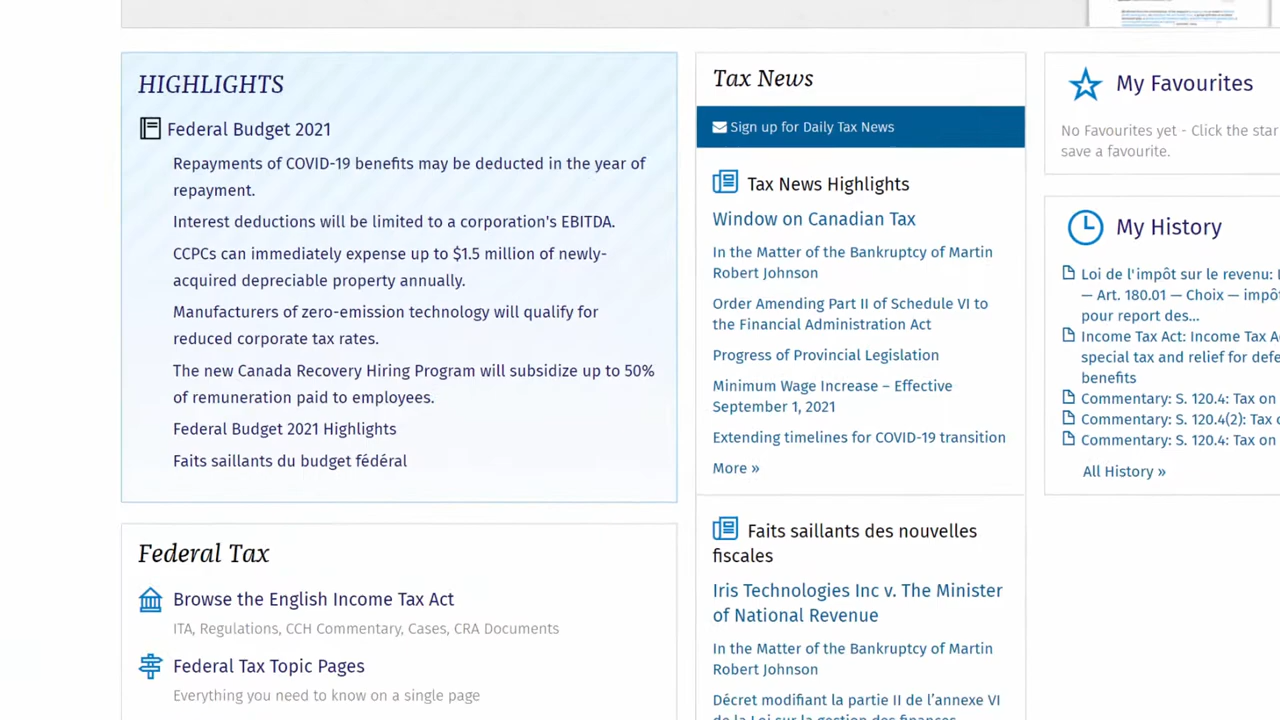 HIGHLIGHTS
Federal Budget 2021
Repayments of COVID-19 benefits may be deducted in the year of
repayment.
Interest deductions will be limited to a corporation's EBITDA.
CCPCs can immediately expense up to $1.5 million of newly-
acquired depreciable property annually.
Manufacturers of zero-emission technology will qualify for
reduced corporate tax rates.
The new Canada Recovery Hiring Program will subsidize up to 50%
of remuneration paid to employees.
Federal Budget 2021 Highlights
Faits saillants du budget fédéral
Federal Tax
Browse the English Income Tax Act
ITA, Regulations, CCH Commentary, Cases, CRA Documents
Federal Tax Topic Pages
Everything you need to know on a single page
Tax News
Sign up for Daily Tax News
Tax News Highlights
Window on Canadian Tax
In the Matter of the Bankruptcy of Martin
Robert Johnson
Order Amending Part II of Schedule VI to
the Financial Administration Act
Progress of Provincial Legislation
Minimum Wage Increase – Effective
September 1, 2021
Extending timelines for COVID-19 transition
More »
Faits saillants des nouvelles
fiscales
Iris Technologies Inc v. The Minister
of National Revenue
In the Matter of the Bankruptcy of Martin
Robert Johnson
Décret modifiant la partie II de l’annexe VI
de la Loi sur la gestion des finances
My Favourites
No Favourites yet - Click the star
save a favourite.
My History
Loi de l'impôt sur le revenu:
— Art. 180.01 — Choix — impô
pour report des...
Income Tax Act: Income Tax A
special tax and relief for defe
benefits
Commentary: S. 120.4: Tax on
Commentary: S. 120.4(2): Tax
Commentary: S. 120.4: Tax on
All History »